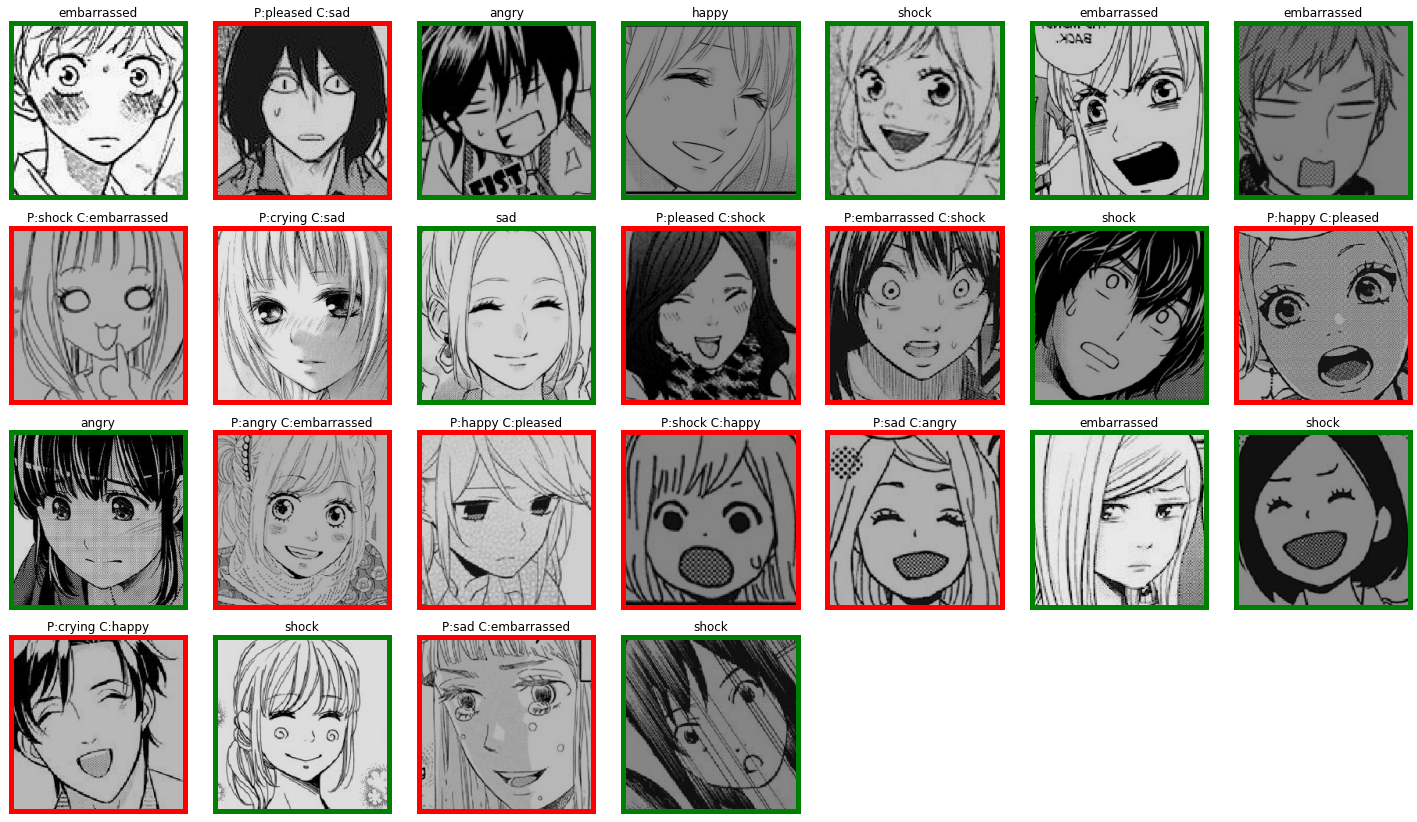 embarrassed
P:pleased C:sad
angry
happy
shock
embarrassed
embarrassed
BACK.
FIST
P:shock C:embarrassed
P:crying C:sad
sad
P:pleased C:shock
P:embarrassed C:shock
shock
P:happy C:pleased
angry
P:angry C:embarrassed
P:happy C:pleased
P:shock C:happy
P:sad C:angry
embarrassed
shock
P:crying C:happy
shock
P:sad C:embarrassed
shock